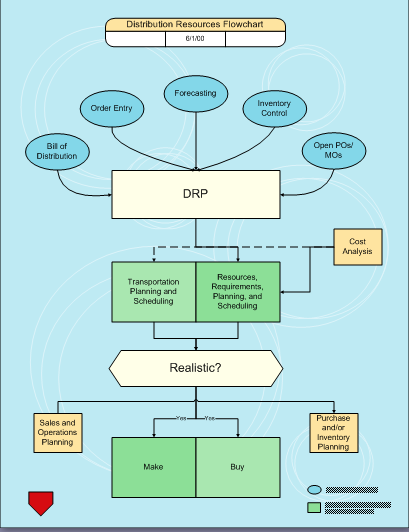 Distribution Resources Flowchart
6/1/00
Forecasting
Order Entry
Inventory
Control
Bill of
Distribution
Open POs/
MOs
DRP
Cost
Analysis
Transportation
Planning and
Scheduling
Resources,
Requirements,
Planning, and
Scheduling
Realistic?
Sales and
Operations
Planning
Yes
Yes
Purchase
and/or
Inventory
Planning
Make
Buy